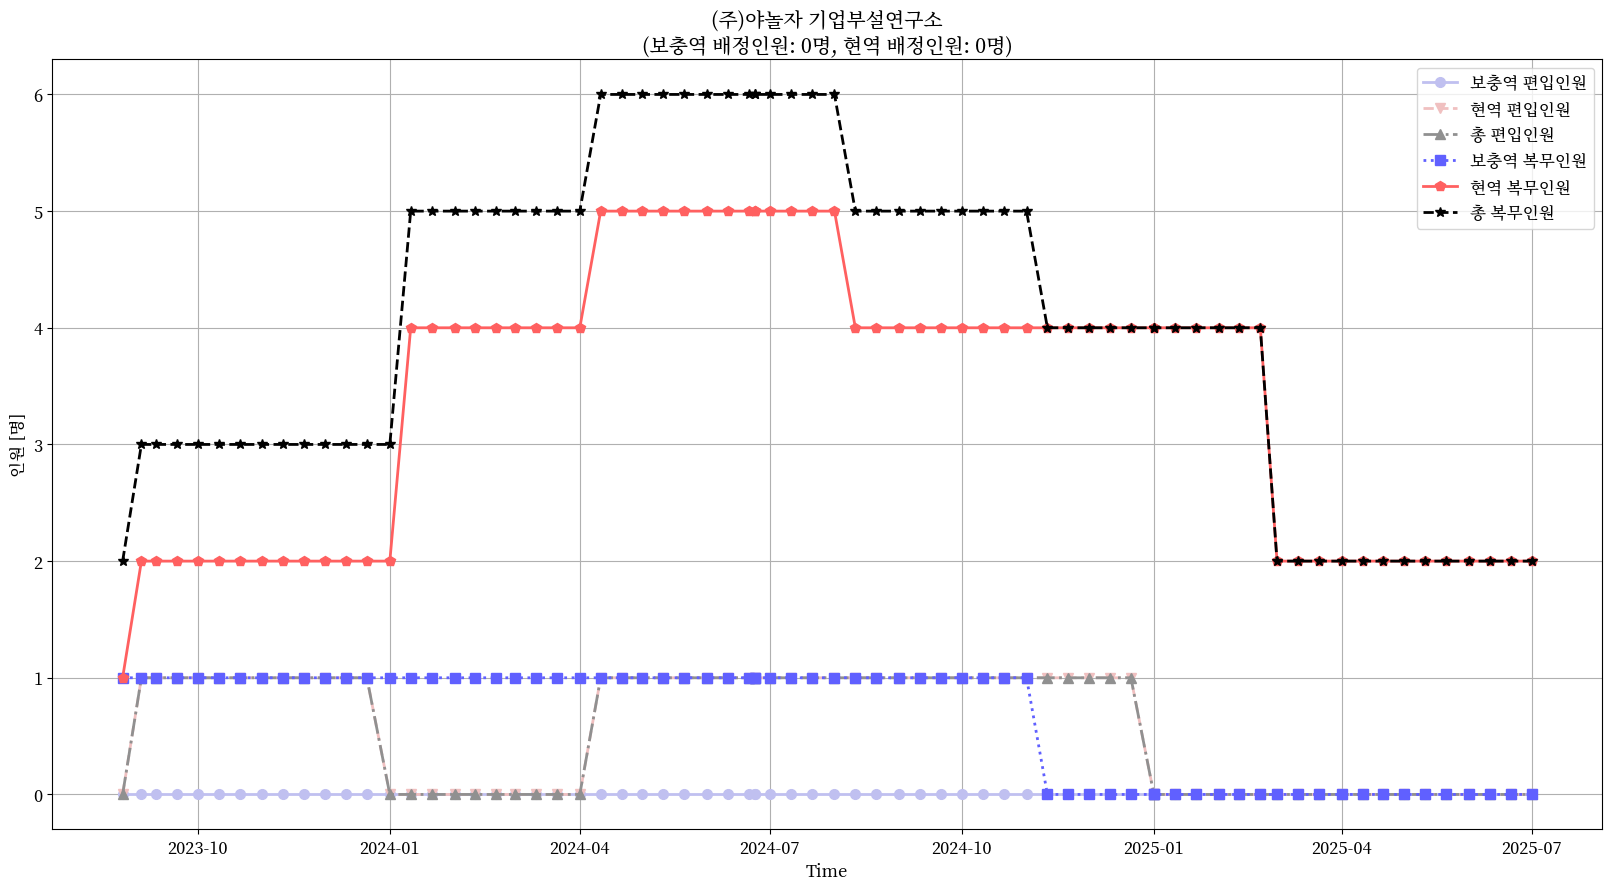 (주)야놀자 기업부설연구소
(보충역 배정인원: 0명, 현역 배정인원: 0명)
보충역 편입인원
현역 편입인원
총 편입인원
보충역 복무인원
현역 복무인원
총 복무인원
인원 [명]
6
5
4
3
2
1
0
2023-10
2024-01
2024-04
2024-07
2024-10
2025-01
2025-04
2025-07
Time